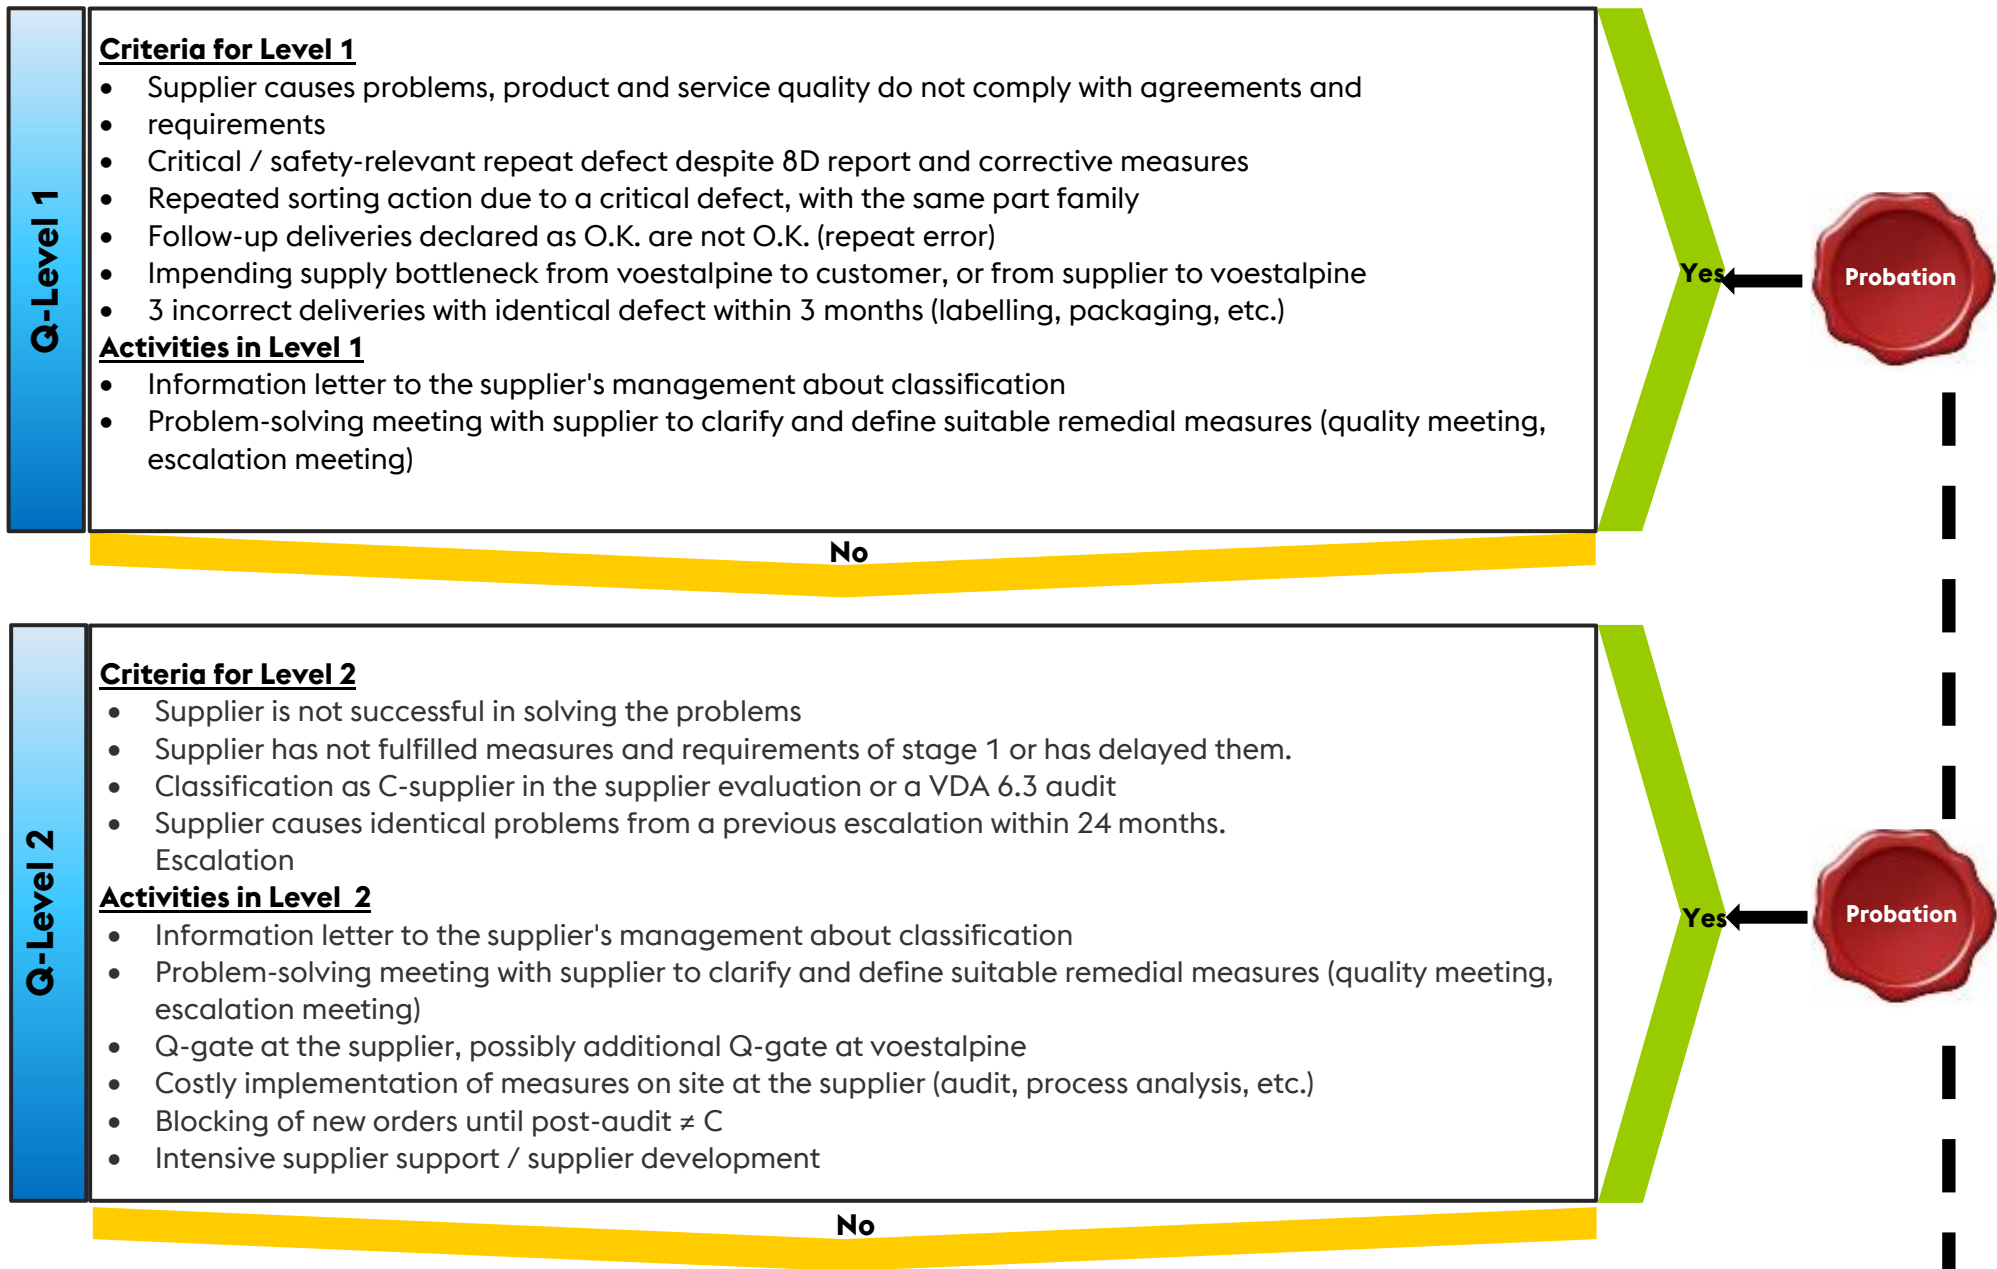 Q-Level 1
Criteria for Level 1
• Supplier causes problems, product and service quality do not comply with agreements and
• requirements
• Critical / safety-relevant repeat defect despite 8D report and corrective measures
• Repeated sorting action due to a critical defect, with the same part family
• Follow-up deliveries declared as O.K. are not O.K. (repeat error)
• Impending supply bottleneck from voestalpine to customer, or from supplier to voestalpine
• 3 incorrect deliveries with identical defect within 3 months (labelling, packaging, etc.)
Activities in Level 1
• Information letter to the supplier's management about classification
• Problem-solving meeting with supplier to clarify and define suitable remedial measures (quality meeting,
escalation meeting)
Yes
Probation
No
Q-Level 2
Criteria for Level 2
• Supplier is not successful in solving the problems
• Supplier has not fulfilled measures and requirements of stage 1 or has delayed them.
• Classification as C-supplier in the supplier evaluation or a VDA 6.3 audit
• Supplier causes identical problems from a previous escalation within 24 months.
Escalation
Activities in Level 2
• Information letter to the supplier's management about classification
• Problem-solving meeting with supplier to clarify and define suitable remedial measures (quality meeting,
escalation meeting)
• Q-gate at the supplier, possibly additional Q-gate at voestalpine
• Costly implementation of measures on site at the supplier (audit, process analysis, etc.)
• Blocking of new orders until post-audit ≠ C
• Intensive supplier support / supplier development
Yes
Probation
No